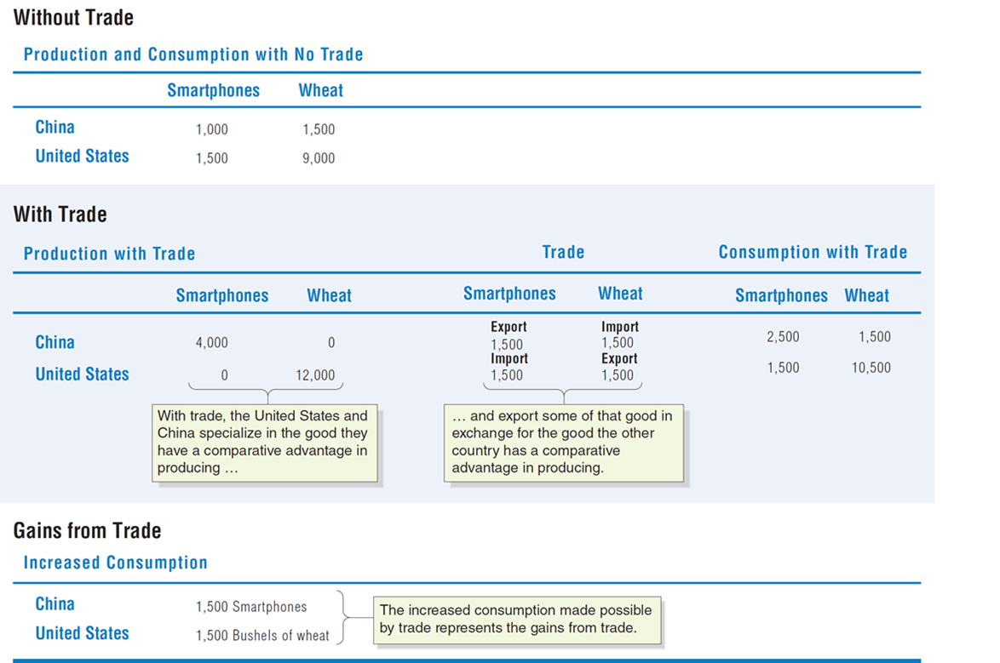 Without Trade
Production and Consumption with No Trade
Smartphones Wheat
China 1,000 1,500
United States 1,500 9,000
With Trade
Production with Trade Trade Consumption with Trade
Smartphones Wheat Smartphones Wheat Smartphones Wheat
Export Import
China 4,000 0 1,500 1,500 2,500 1,500
Import Export
United States 0 12,000 1,500 1,500 1,500 10,500
With trade, the United States and
China specialize in the good they
have a comparative advantage in
producing …
… and export some of that good in
exchange for the good the other
country has a comparative
advantage in producing.
Gains from Trade
Increased Consumption
China 1,500 Smartphones
United States 1,500 Bushels of wheat
The increased consumption made possible
by trade represents the gains from trade.